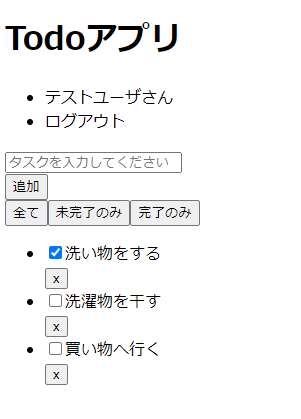 Todoアプリ
テストユーザさん
ログアウト
タスクを入力してください
追加
全て 未完了のみ 完了のみ
洗い物をする
x
洗濯物を干す
x
買い物へ行く
x